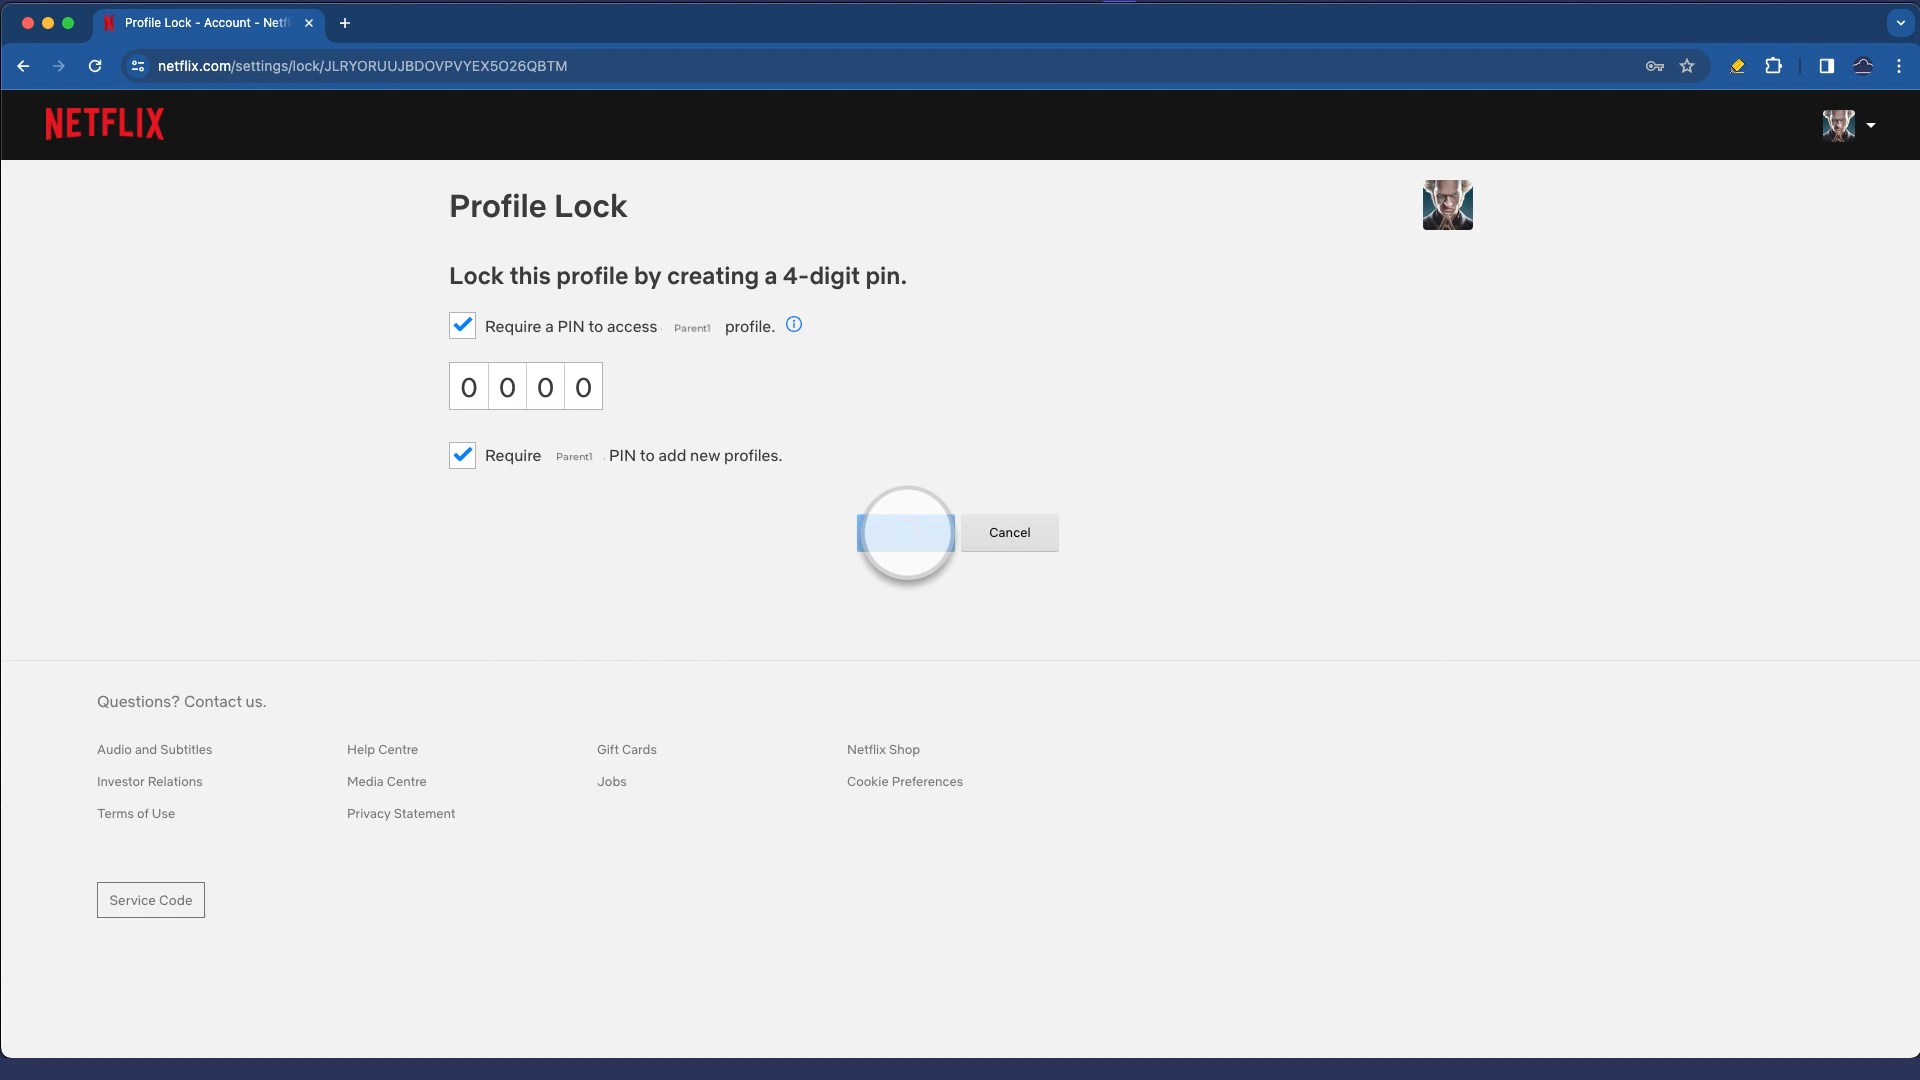 Profile Lock - Account - Netfl
netflix.com/settings/lock/JLRYORUUJBDOVPVYEX5O26QBTM
NETFLIX
Profile Lock
Lock this profile by creating a 4-digit pin.
Require a PIN to access Parent1 profile.
0 0 0 0
Require Parent1 PIN to add new profiles.
Cancel
Questions? Contact us.
Audio and Subtitles Help Centre Gift Cards Netflix Shop
Investor Relations Media Centre Jobs Cookie Preferences
Terms of Use Privacy Statement
Service Code